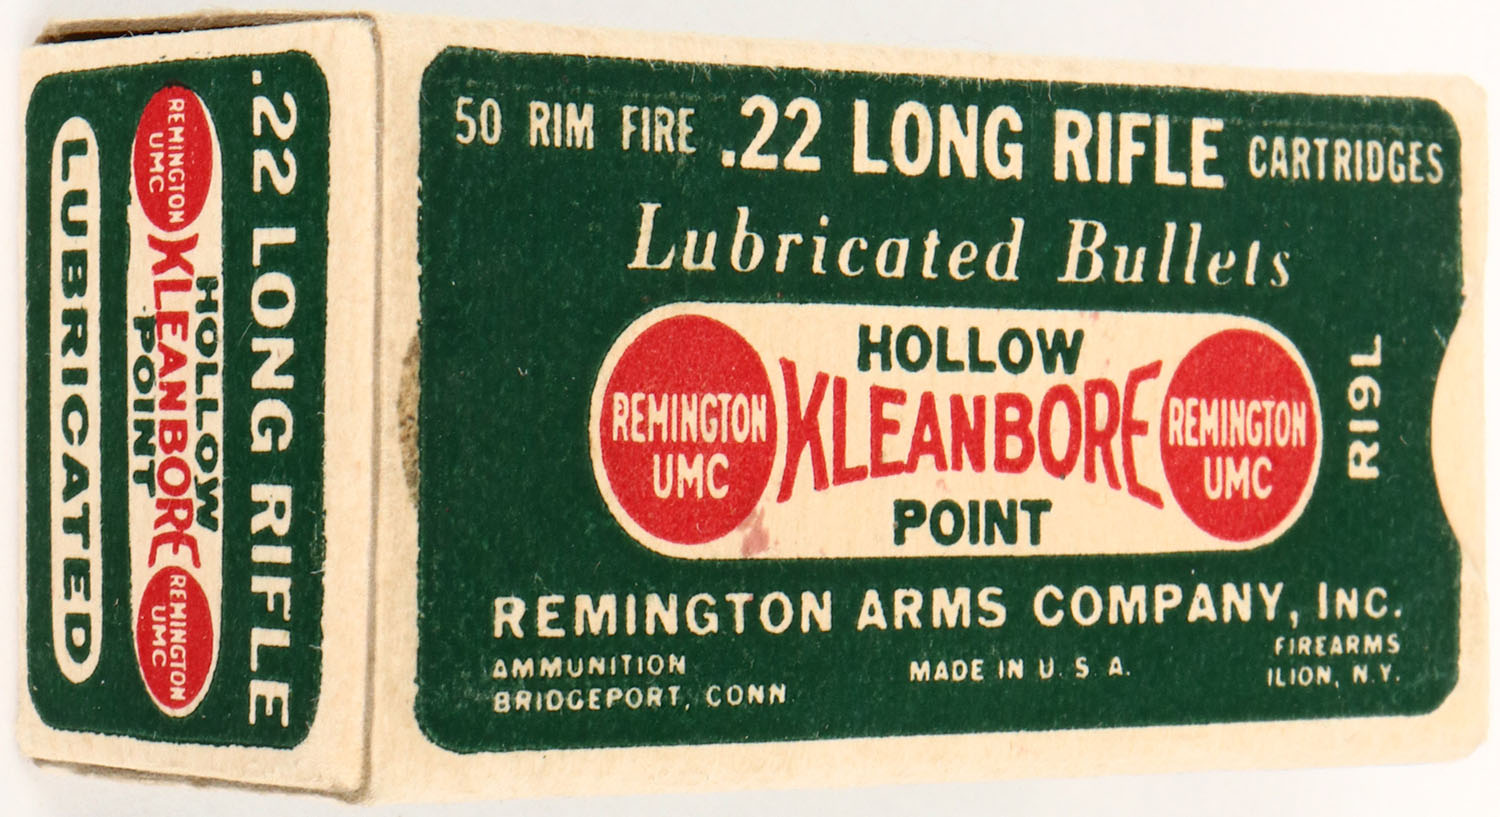 50 RIM FIRE .22 LONG RIFLE CARTRIDGES
Lubricated Bullets
HOLLOW
REMINGTON
UMC
KLEANBORE
REMINGTON
UMC
POINT
R19L
REMINGTON ARMS COMPANY, INC.
AMMUNITION
BRIDGEPORT, CONN
MADE IN U.S.A.
FIREARMS
ILION, N.Y.
.22 LONG RIFLE
HOLLOW
REMINGTON
UMC
KLEANBORE
REMINGTON
UMC
POINT
LUBRICATED